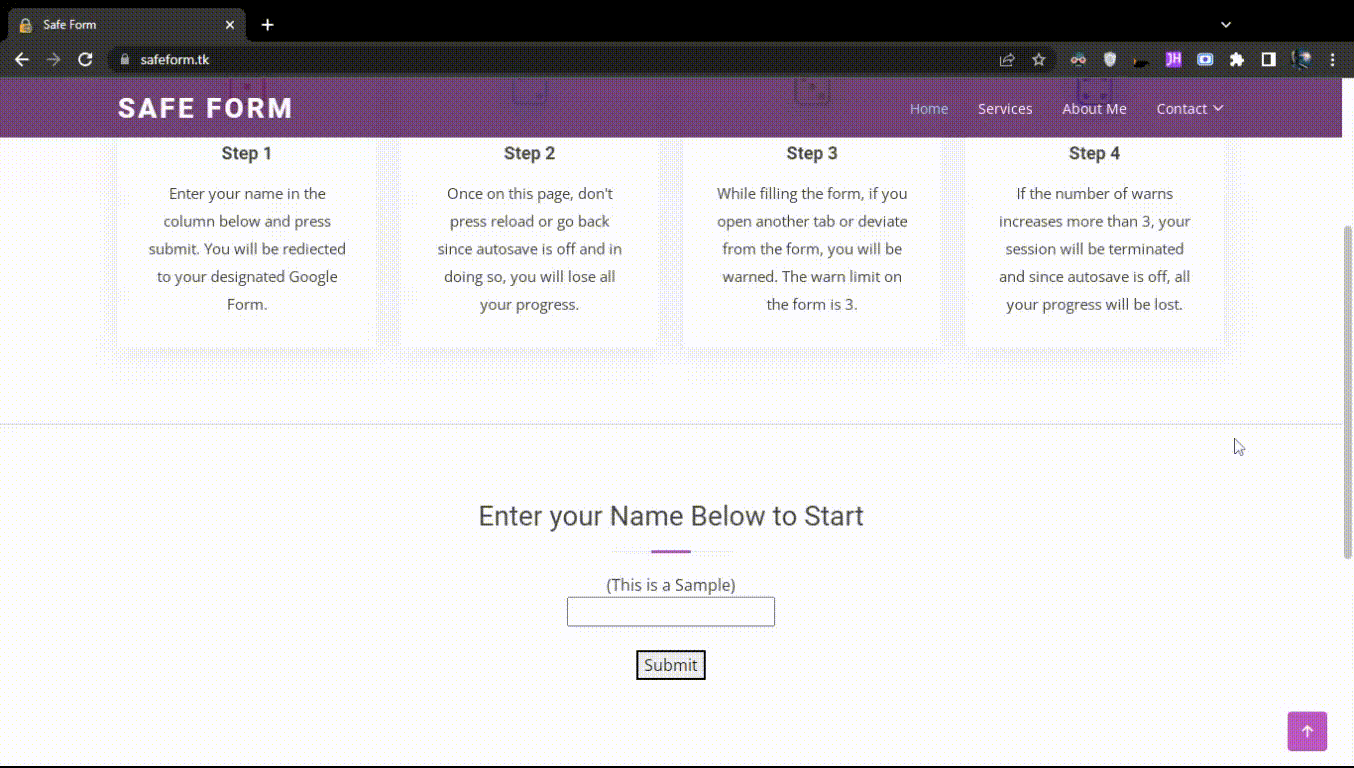 Safe Form
safeform.tk
SAFE FORM
Home Services About Me Contact
Step 1
Enter your name in the
column below and press
submit. You will be rediected
to your designated Google
Form.
Step 2
Once on this page, don't
press reload or go back
since autosave is off and in
doing so, you will lose all
your progress.
Step 3
While filling the form, if you
open another tab or deviate
from the form, you will be
warned. The warn limit on
the form is 3.
Step 4
If the number of warns
increases more than 3, your
session will be terminated
and since autosave is off, all
your progress will be lost.
Enter your Name Below to Start
(This is a Sample)
Submit